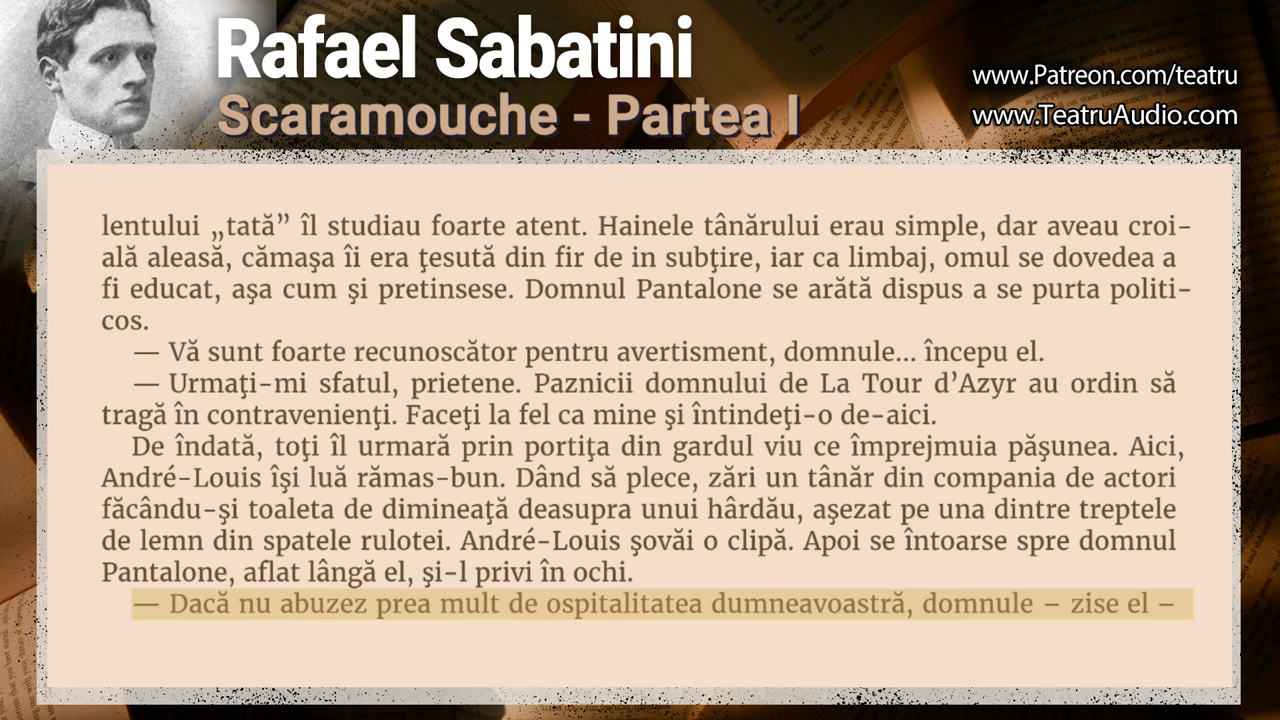 Rafael Sabatini
Scaramouche - Partea I
www.Patreon.com/teatru
www.TeatruAudio.com
lentului „tată” îl studiau foarte atent. Hainele tânărului erau simple, dar aveau croi-
ală aleasă, cămaşa îi era ţesută din fir de in subţire, iar ca limbaj, omul se dovedea a
fi educat, aşa cum şi pretinsese. Domnul Pantalone se arătă dispus a se purta politi-
cos.
— Vă sunt foarte recunoscător pentru avertisment, domnule... începu el.
— Urmaţi-mi sfatul, prietene. Paznicii domnului de La Tour d’Azyr au ordin să
tragă în contravenienţi. Faceţi la fel ca mine şi întindeţi-o de-aici.
De îndată, toţi îl urmară prin portiţa din gardul viu ce împrejmuia păşunea. Aici,
André-Louis îşi luă rămas-bun. Dând să plece, zări un tânăr din compania de actori
făcându-şi toaleta de dimineaţă deasupra unui hârdău, aşezat pe una dintre treptele
de lemn din spatele rulotei. André-Louis şovăi o clipă. Apoi se întoarse spre domnul
Pantalone, aflat lângă el, şi-l privi în ochi.
— Dacă nu abuzez prea mult de ospitalitatea dumneavoastră, domnule – zise el –